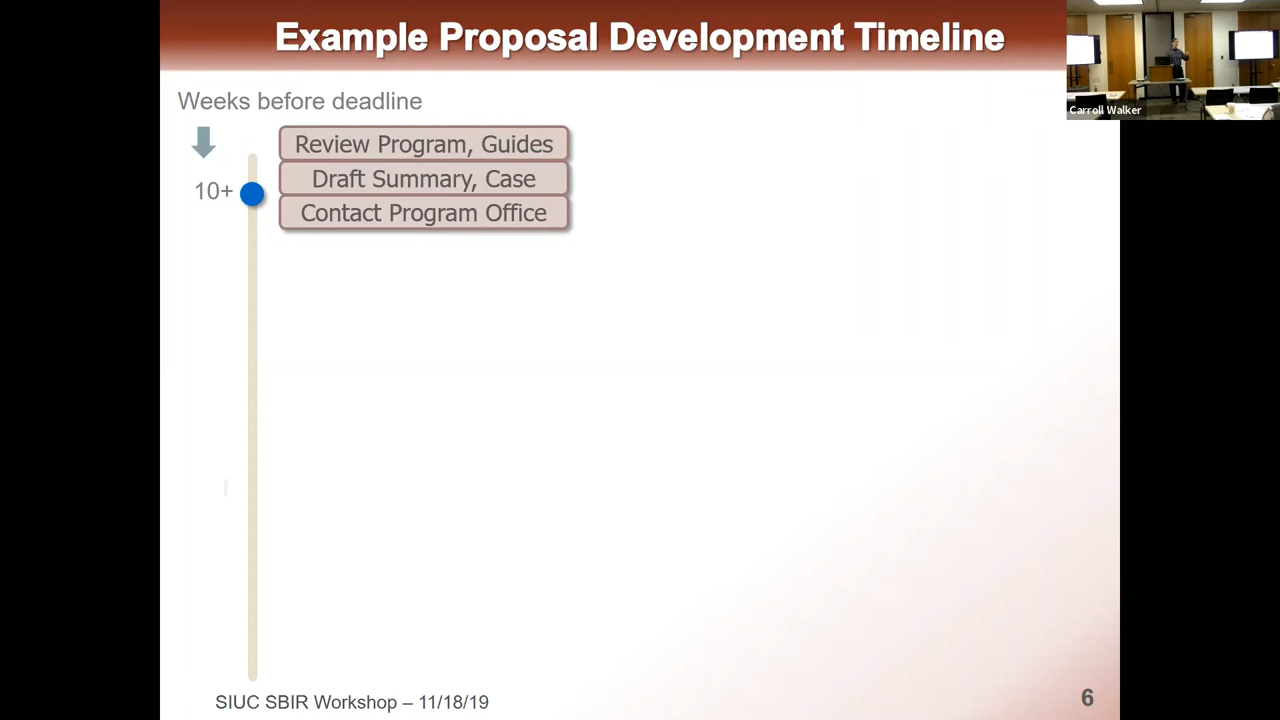 Example Proposal Development Timeline
Carroll Walker
Weeks before deadline
Review Program, Guides
Draft Summary, Case
10+
Contact Program Office
SIUC SBIR Workshop – 11/18/19
6